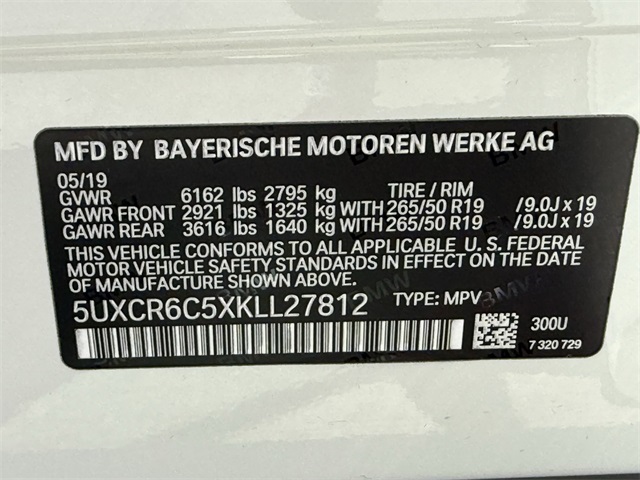 MFD BY BAYERISCHE MOTOREN WERKE AG
05/19
GVWR 6162 lbs 2795 kg TIRE / RIM
GAWR FRONT 2921 lbs 1325 kg WITH 265/50 R19 /9.0J x 19
GAWR REAR 3616 lbs 1640 kg WITH 265/50 R19 /9.0J x 19
THIS VEHICLE CONFORMS TO ALL APPLICABLE U. S. FEDERAL
MOTOR VEHICLE SAFETY STANDARDS IN EFFECT ON THE DATE
OF MANUFACTURE SHOWN ABOVE.
5UXCR6C5XKLL27812 TYPE: MPV
300U
7 320 729